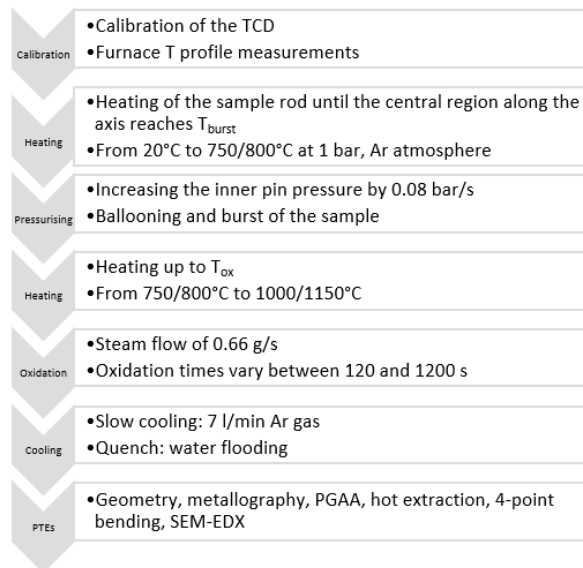 •Calibration of the TCD
•Furnace T profile measurements
Calibration
•Heating of the sample rod until the central region along the
axis reaches Tburst
•From 20°C to 750/800°C at 1 bar, Ar atmosphere
Heating
•Increasing the inner pin pressure by 0.08 bar/s
•Ballooning and burst of the sample
Pressurising
•Heating up to Tox
•From 750/800°C to 1000/1150°C
Heating
•Steam flow of 0.66 g/s
•Oxidation times vary between 120 and 1200 s
Oxidation
•Slow cooling: 7 l/min Ar gas
•Quench: water flooding
Cooling
•Geometry, metallography, PGAA, hot extraction, 4-point
bending, SEM-EDX
PTEs